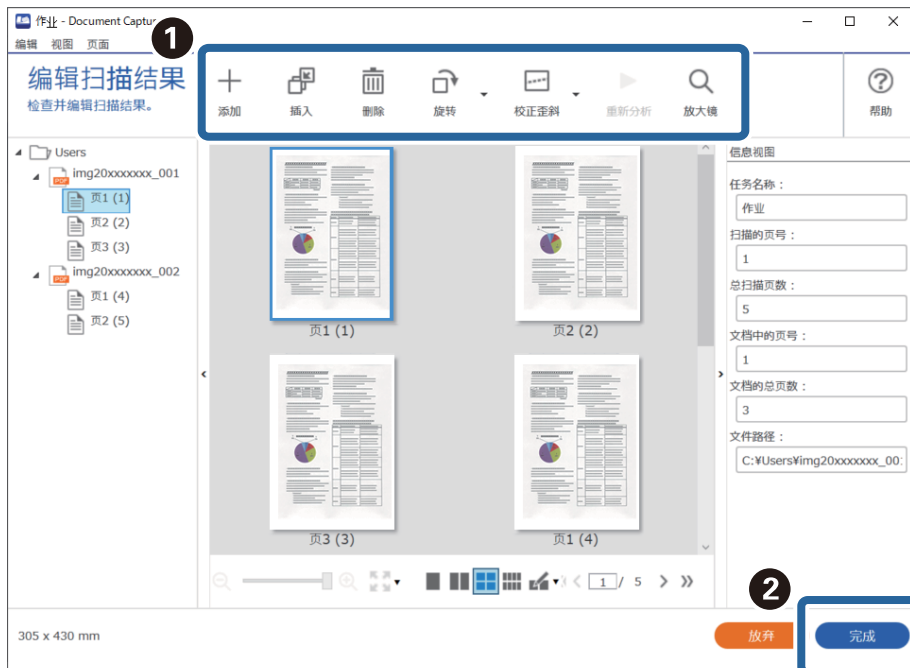 作业 - Document Captur
编辑 视图 页面
1
编辑扫描结果
检查并编辑扫描结果。
添加 插入 删除 旋转 校正歪斜 重新分析 放大镜
帮助
Users
PDF img20xxxxxxx_001
页1 (1)
页2 (2)
页3 (3)
PDF img20xxxxxxx_002
页1 (4)
页2 (5)
页1 (1)
页2 (2)
页3 (3)
页1 (4)
信息视图
任务名称：
作业
扫描的页号：
1
总扫描页数：
5
文档中的页号：
1
文档的总页数：
3
文件路径：
C:¥Users¥img20xxxxxxx_00
1 / 5
2
305 x 430 mm
放弃
完成